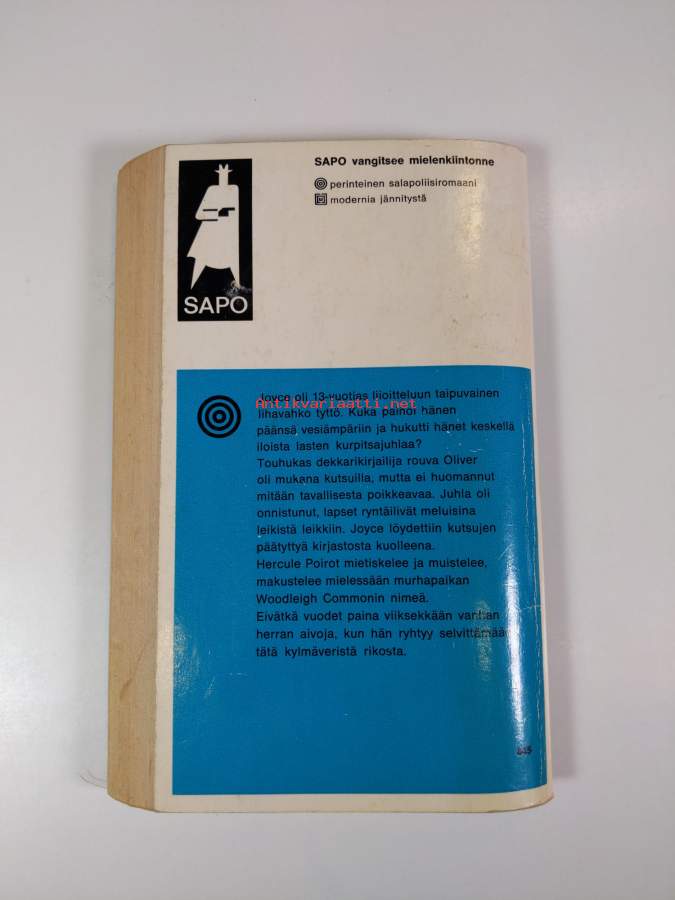 SAPO vangitsee mielenkiintonne
perinteinen salapoliisiromaani
modernia jännitystä
SAPO
Joyce oli 13-vuotias liioitteluun taipuvainen
Antikvariaatti.net
lihavahko tyttö. Kuka painoi hänen
päänsä vesiämpäriin ja hukutti hänet keskellä
iloista lasten kurpitsajuhlaa?
Touhukas dekkarikirjailija rouva Oliver
oli mukana kutsuilla, mutta ei huomannut
mitään tavallisesta poikkeavaa. Juhla oli
onnistunut, lapset ryntäilivät meluisina
leikistä leikkiin. Joyce löydettiin kutsujen
päätyttyä kirjastosta kuolleena.
Hercule Poirot mietiskelee ja muistelee,
makustelee mielessään murhapaikan
Woodleigh Commonin nimeä.
Eivätkä vuodet paina viiksekkään vanhan
herran aivoja, kun hän ryhtyy selvittämään
tätä kylmäveristä rikosta.